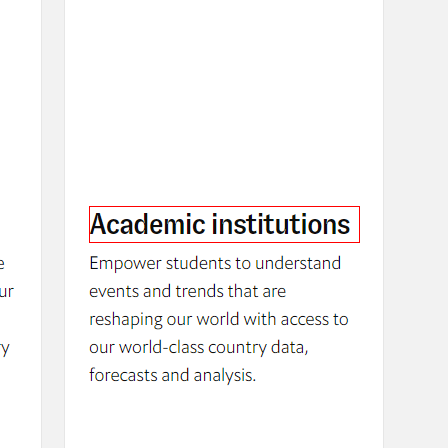 Academic institutions
Empower students to understand
events and trends that are
reshaping our world with access to
our world-class country data,
forecasts and analysis.